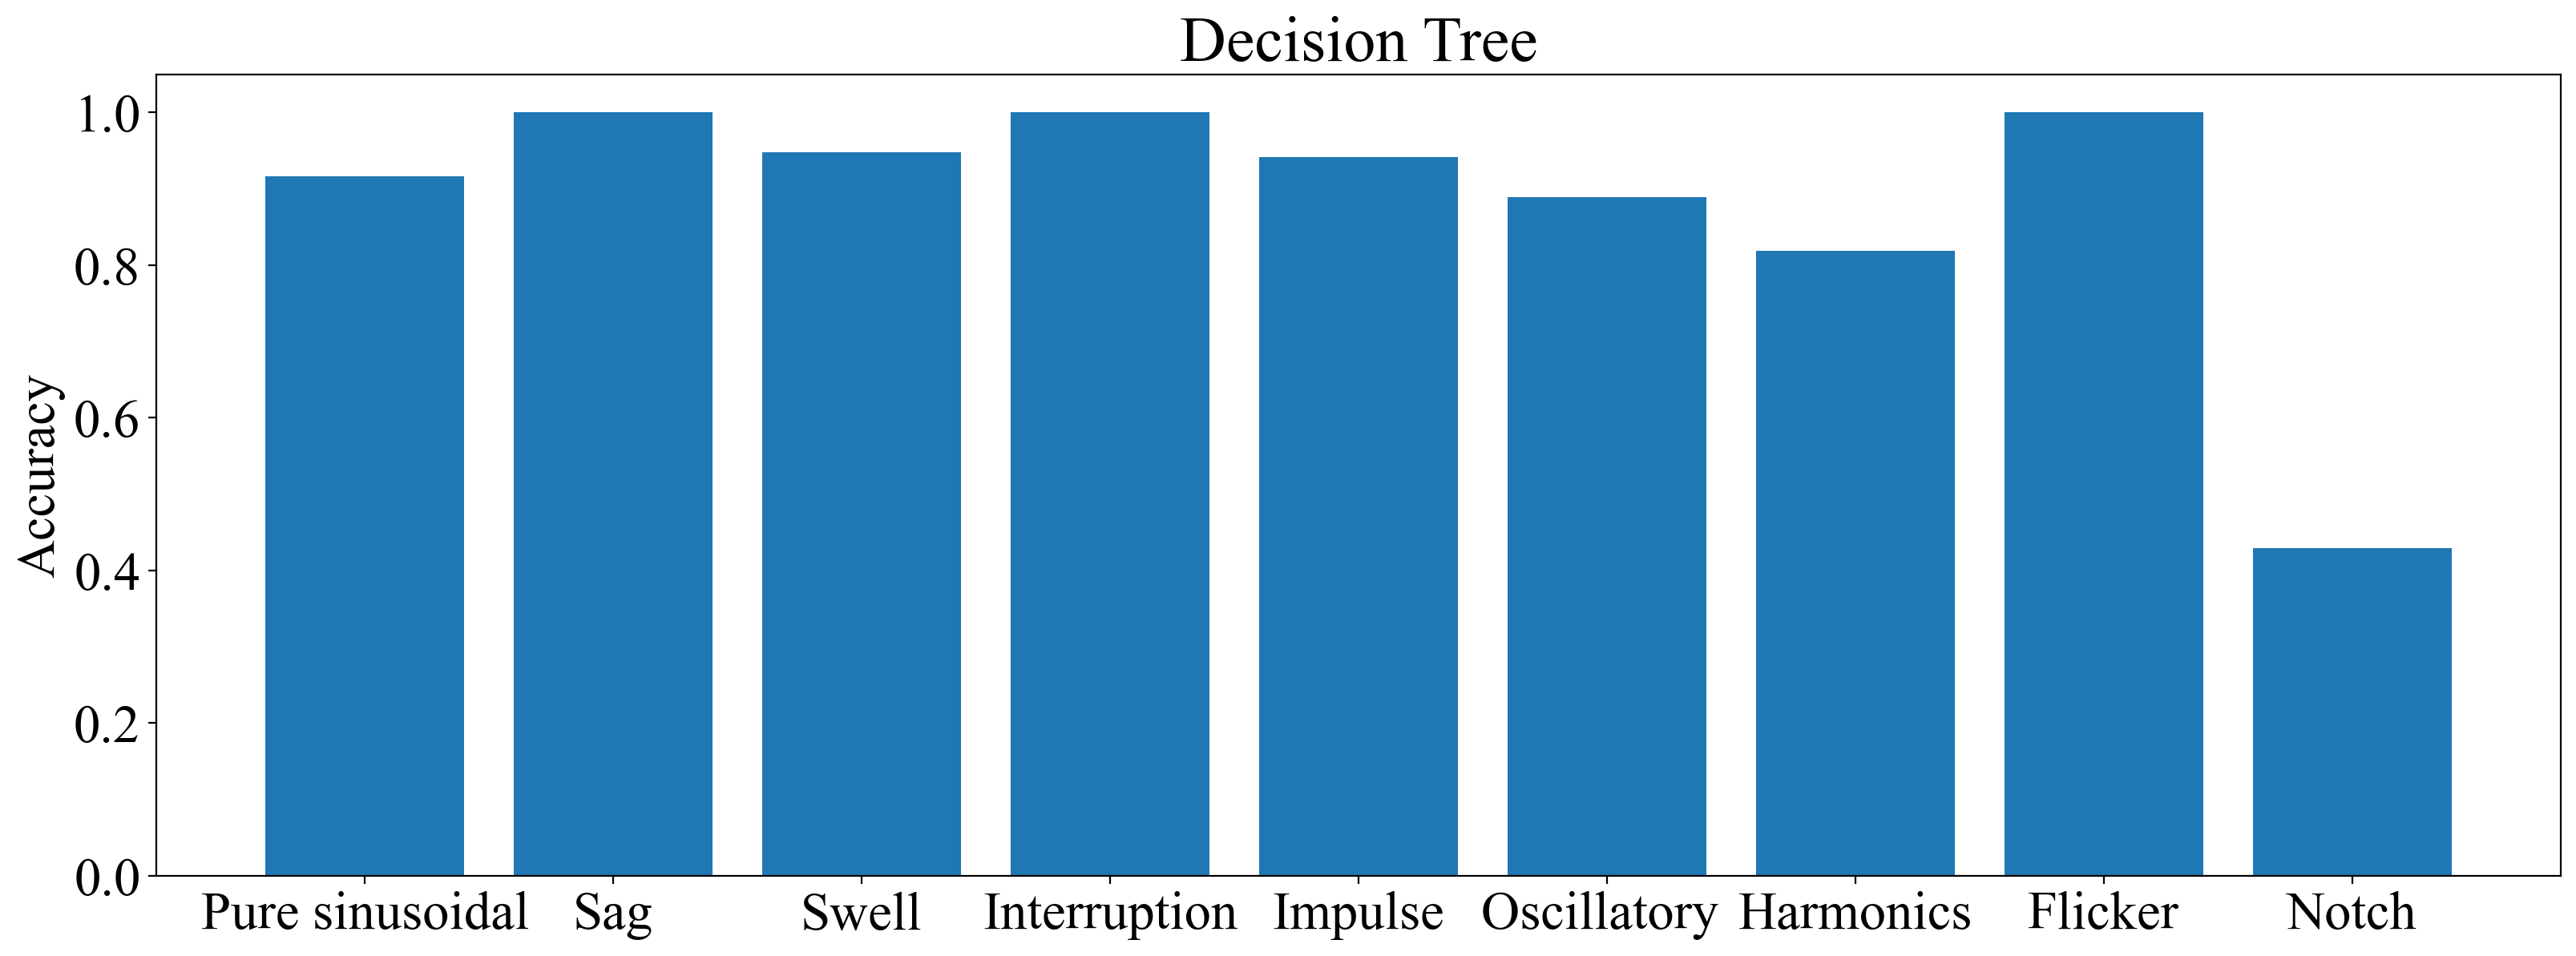 Decision Tree
Accuracy
1.0
0.8
0.6
0.4
0.2
0.0
Pure sinusoidal Sag Swell Interruption Impulse Oscillatory Harmonics Flicker Notch